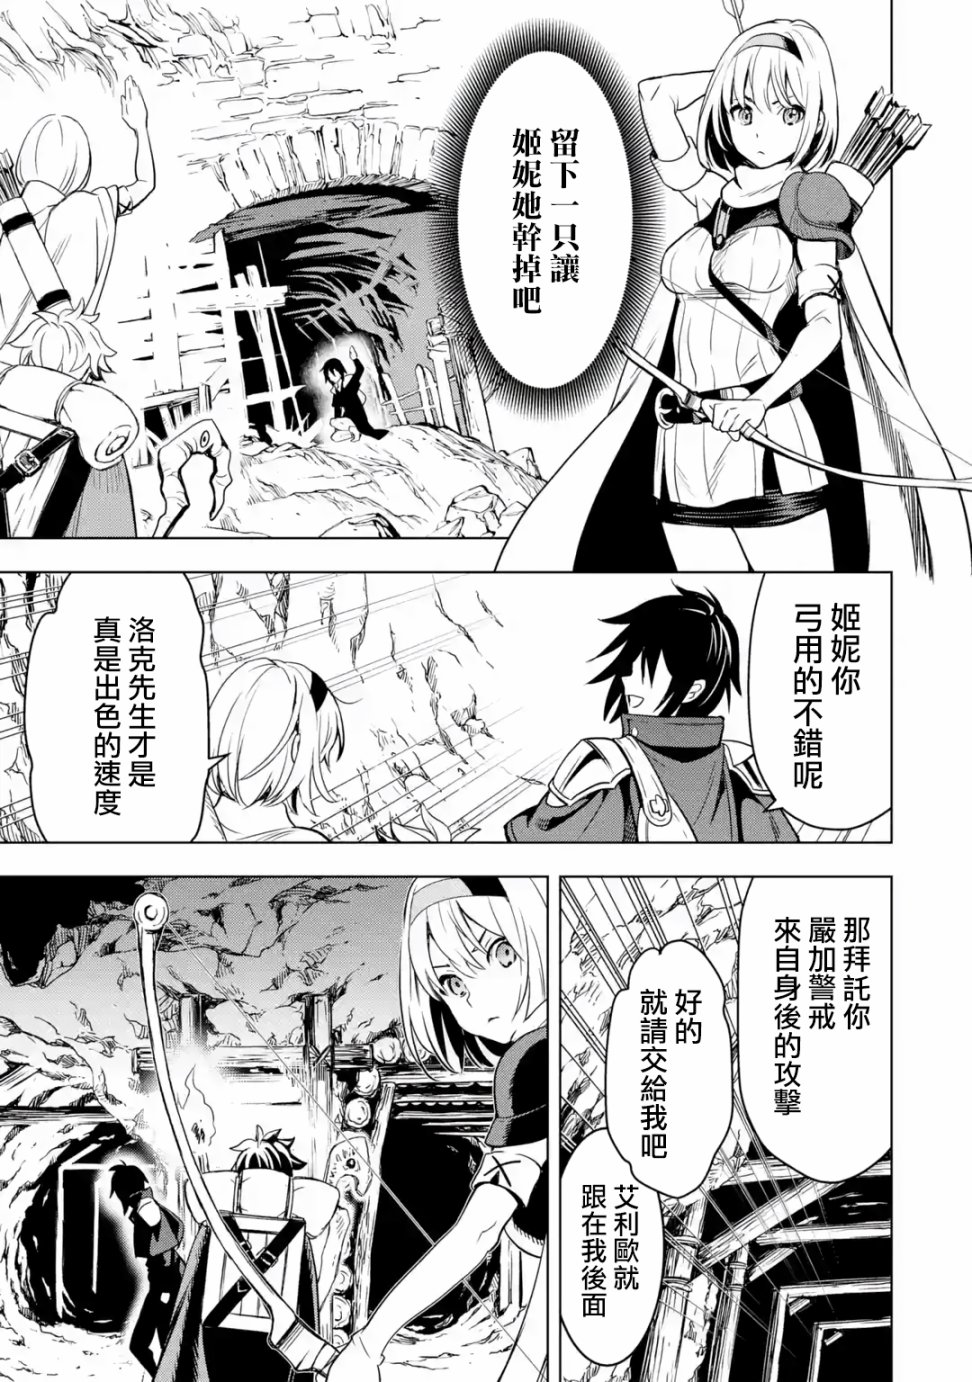 留下一只讓
姬妮她幹掉吧
姬妮你
弓用的不錯呢
洛克先生才是
真是出色的速度
那拜託你
嚴加警戒
來自身後的攻擊
好的
就請交給我吧
艾利歐就
跟在我後面